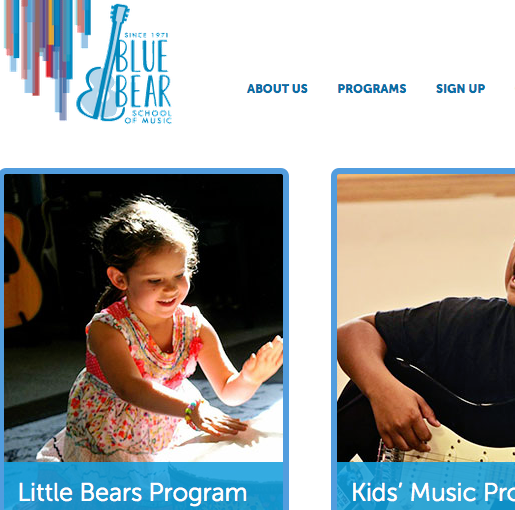 SINCE 1971
BLUE
BEAR
SCHOOL
OF MUSIC
ABOUT US PROGRAMS SIGN UP
Little Bears Program
Kids' Music Pro